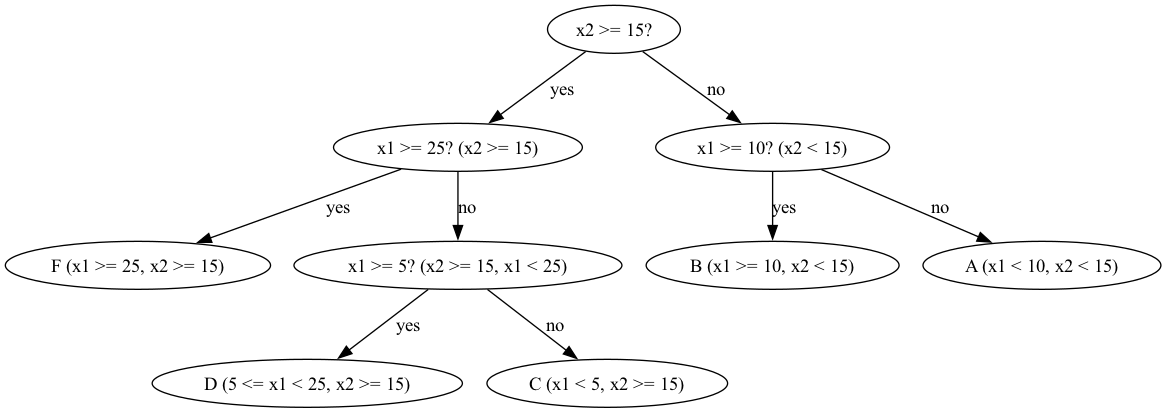 x2 >= 15?
yes
no
x1 >= 25? (x2 >= 15)
x1 >= 10? (x2 < 15)
yes
no
yes
no
F (x1 >= 25, x2 >= 15)
x1 >= 5? (x2 >= 15, x1 < 25)
B (x1 >= 10, x2 < 15)
A (x1 < 10, x2 < 15)
yes
no
D (5 <= x1 < 25, x2 >= 15)
C (x1 < 5, x2 >= 15)